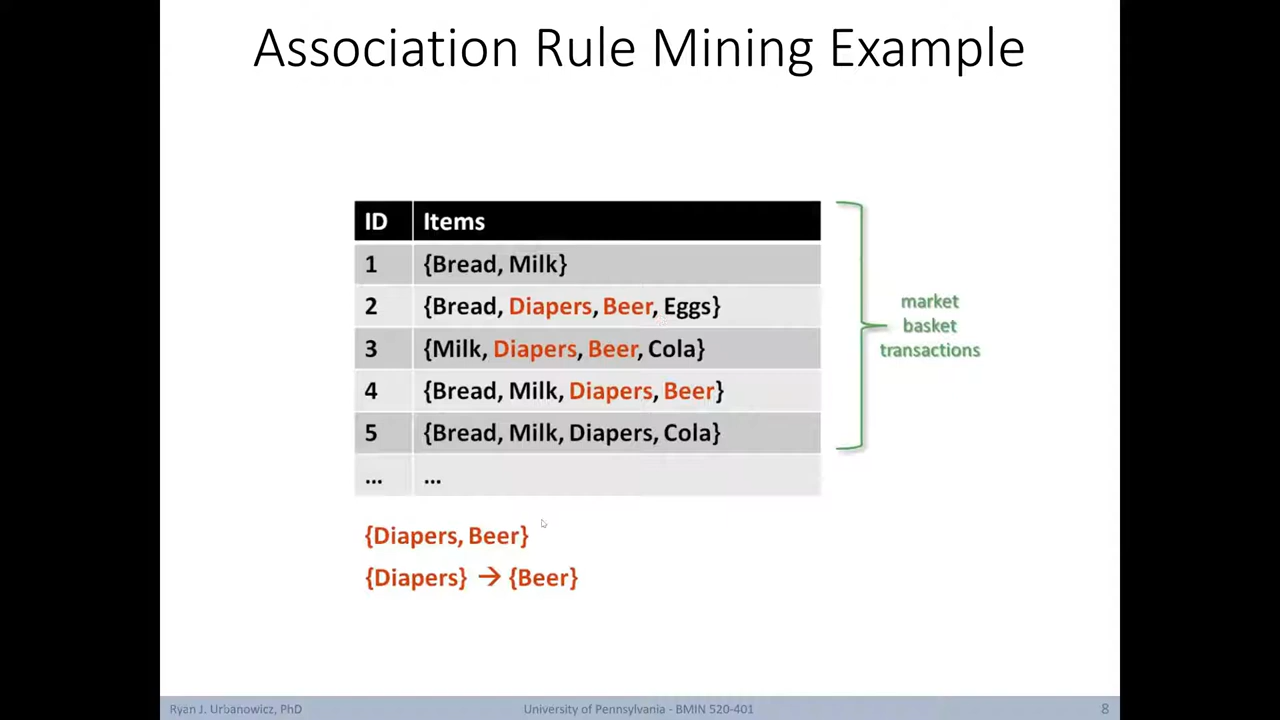 Association Rule Mining Example
ID Items
1 {Bread, Milk}
2 {Bread, Diapers, Beer, Eggs}
3 {Milk, Diapers, Beer, Cola}
4 {Bread, Milk, Diapers, Beer}
5 {Bread, Milk, Diapers, Cola}
... ...
market
basket
transactions
{Diapers, Beer}
{Diapers} → {Beer}
Ryan J. Urbanowicz, PhD University of Pennsylvania - BMIN 520-401 8